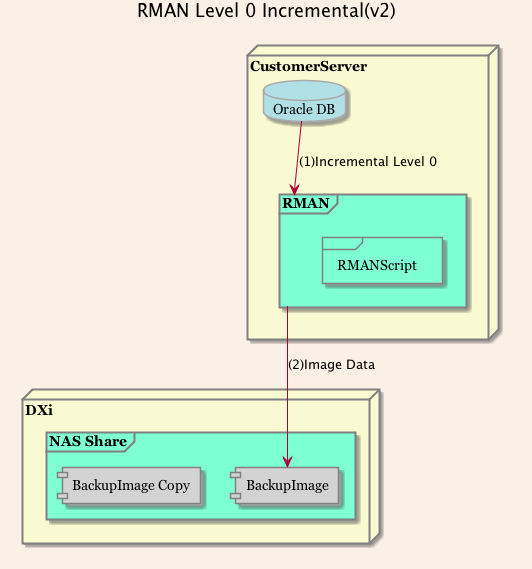 RMAN Level 0 Incremental(v2)
CustomerServer
Oracle DB
(1)Incremental Level 0
RMAN
RMANScript
(2)Image Data
DXi
NAS Share
BackupImage Copy
BackupImage